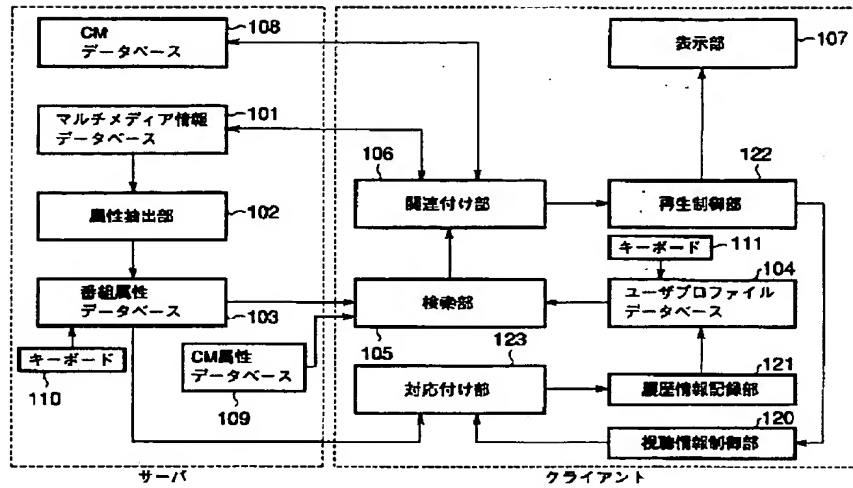 CM
データベース
108
マルチメディア情報
データベース
101
属性抽出部
102
番組属性
データベース
103
キーボード
110
CM属性
データベース
109
サーバ
表示部
107
106
関連付け部
122
再生制御部
キーボード
111
104
検索部
105
ユーザプロファイル
データベース
123
対応付け部
121
履歴情報記録部
120
視聴情報制御部
クライアント